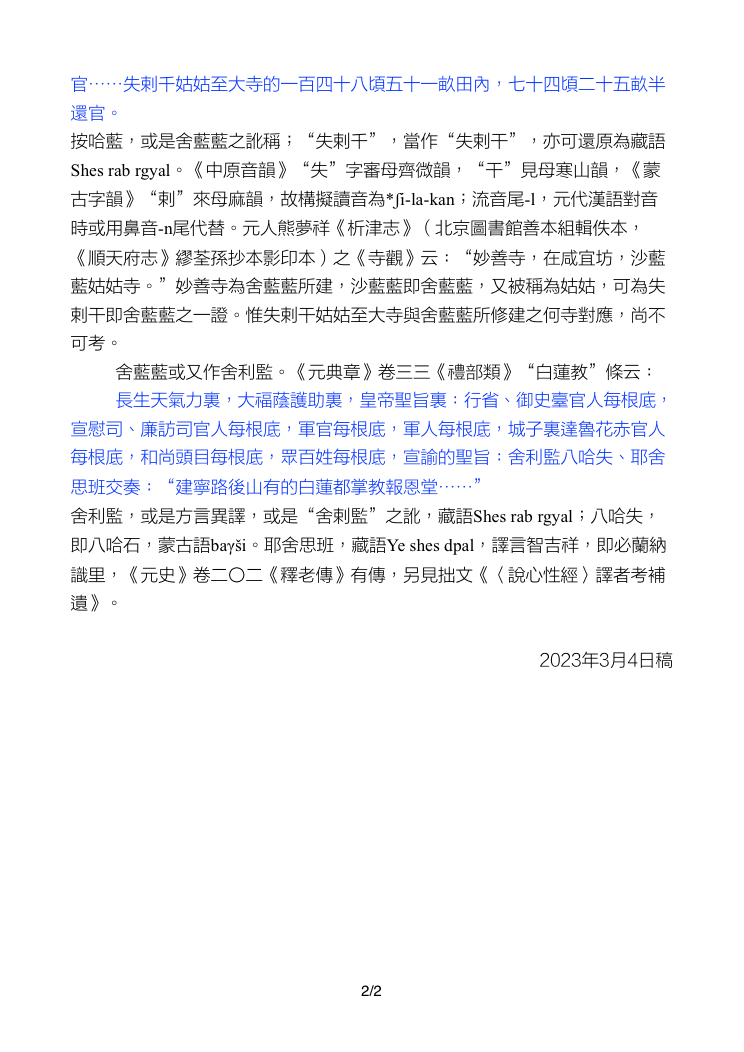 官……失剌千姑姑至大寺的一百四十八頃五十一畝田內，七十四頃二十五畝半
還官。
按哈藍，或是舍藍藍之訛稱；“失剌千”，當作“失剌干”，亦可還原為藏語
Shes rab rgyal。《中原音韻》“失”字審母齊微韻，“干”見母寒山韻，《蒙
古字韻》“剌”來母麻韻，故構擬讀音為*ʃi-la-kan；流音尾-l，元代漢語對音
時或用鼻音-n尾代替。元人熊夢祥《析津志》（北京圖書館善本組輯佚本，
《順天府志》繆荃孫抄本影印本）之《寺觀》云：“妙善寺，在咸宜坊，沙藍
藍姑姑寺。”妙善寺為舍藍藍所建，沙藍藍即舍藍藍，又被稱為姑姑，可為失
剌干即舍藍藍之一證。惟失剌干姑姑至大寺與舍藍藍所修建之何寺對應，尚不
可考。
舍藍藍或又作舍利監。《元典章》卷三三《禮部類》“白蓮教”條云：
長生天氣力裏，大福蔭護助裏，皇帝聖旨裏：行省、御史臺官人每根底，
宣慰司、廉訪司官人每根底，軍官每根底，軍人每根底，城子裏達魯花赤官人
每根底，和尚頭目每根底，眾百姓每根底，宣諭的聖旨：舍利監八哈失、耶舍
思班交奏：“建寧路後山有的白蓮都掌教報恩堂……”
舍利監，或是方言異譯，或是“舍剌監”之訛，藏語Shes rab rgyal；八哈失，
即八哈石，蒙古語baγši。耶舍思班，藏語Ye shes dpal，譯言智吉祥，即必蘭納
識里，《元史》卷二〇二《釋老傳》有傳，另見拙文《〈說心性經〉譯者考補
遺》。
2023年3月4日稿
2/2